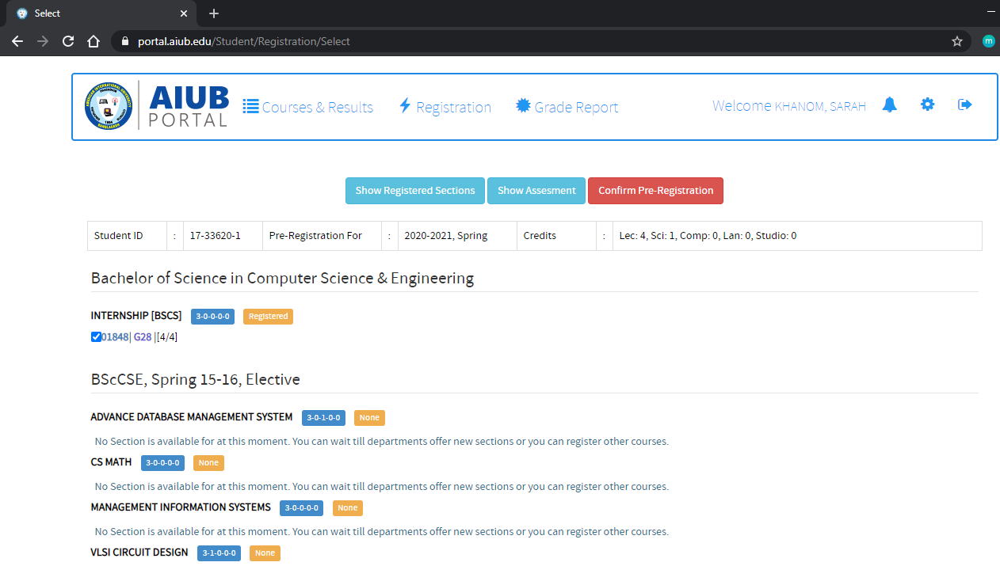 Select
portal.aiub.edu/Student/Registration/Select
m
AIUB
PORTAL
Courses & Results
Registration
Grade Report
Welcome KHANOM, SARAH
Show Registered Sections
Show Assesment
Confirm Pre-Registration
Student ID : 17-33620-1 Pre-Registration For : 2020-2021, Spring Credits : Lec: 4, Sci: 1, Comp: 0, Lan: 0, Studio: 0
Bachelor of Science in Computer Science & Engineering
INTERNSHIP [BSCS] 3-0-0-0-0 Registered
01848| G28 |[4/4]
BScCSE, Spring 15-16, Elective
ADVANCE DATABASE MANAGEMENT SYSTEM 3-0-1-0-0 None
No Section is available for at this moment. You can wait till departments offer new sections or you can register other courses.
CS MATH 3-0-0-0-0 None
No Section is available for at this moment. You can wait till departments offer new sections or you can register other courses.
MANAGEMENT INFORMATION SYSTEMS 3-0-0-0-0 None
No Section is available for at this moment. You can wait till departments offer new sections or you can register other courses.
VLSI CIRCUIT DESIGN 3-1-0-0-0 None